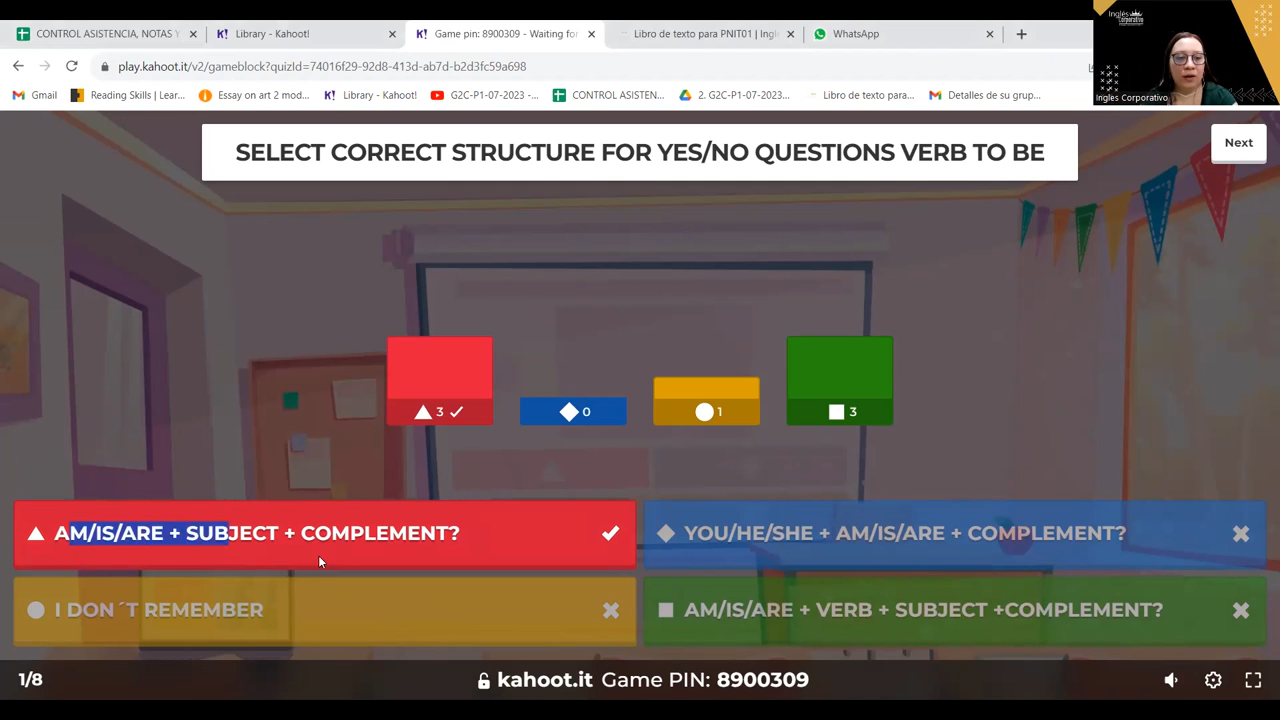 CONTROL ASISTENCIA, NOTAS Y
Library - Kahoot!
Game pin: 8900309 - Waiting for
Libro de texto para PNIT01 | Ingl
WhatsApp
play.kahoot.it/v2/gameblock?quizId=74016f29-92d8-413d-ab7d-b2d3f59a698
Gmail
Reading Skills | Lear...
Essay on art 2 mod...
Library - Kahoot!
G2C-P1-07-2023 -...
CONTROL ASISTEN...
2. G2C-P1-07-2023...
Libro de texto para...
Detalles de su grup...
Inglés
Corporativo
Ingles Corporativo
SELECT CORRECT STRUCTURE FOR YES/NO QUESTIONS VERB TO BE
Next
3
0
1
3
AM/IS/ARE + SUBJECT + COMPLEMENT?
YOU/HE/SHE + AM/IS/ARE + COMPLEMENT?
I DON´T REMEMBER
AM/IS/ARE + VERB + SUBJECT +COMPLEMENT?
1/8
kahoot.it Game PIN: 8900309